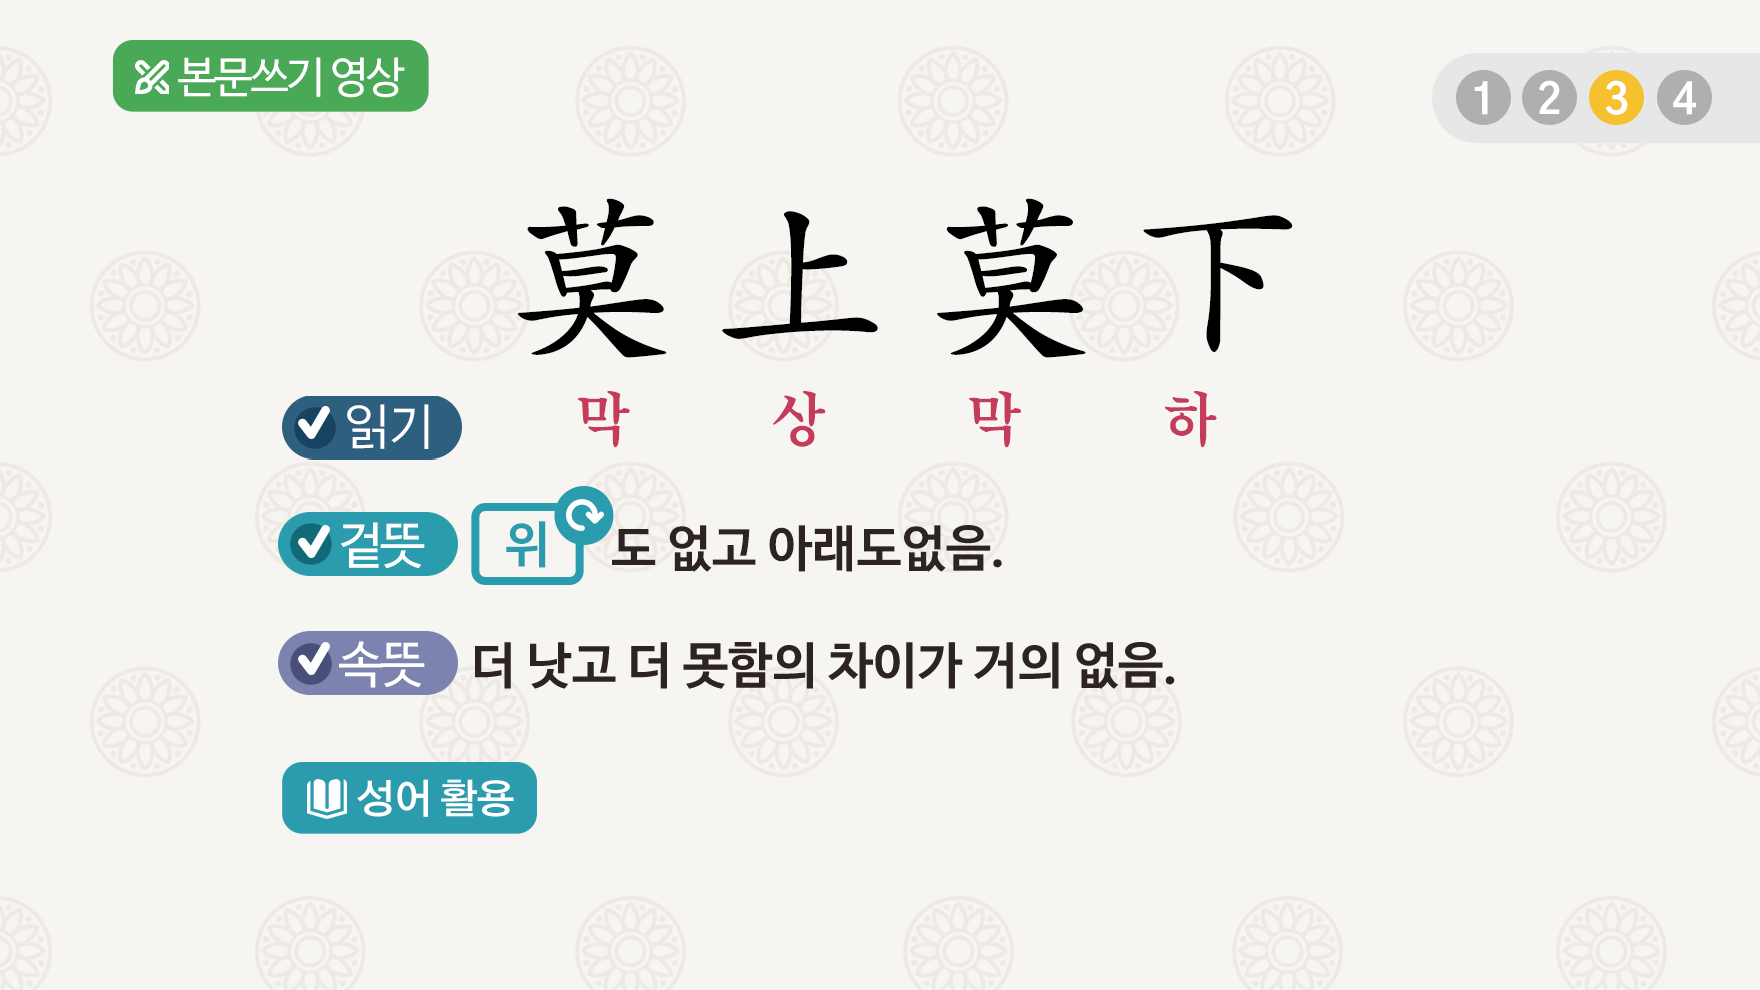 본문쓰기 영상
1 2 3 4
莫上莫下
읽기 막 상 막 하
겉뜻 위도 없고 아래도없음.
속뜻 더 낫고 더 못함의 차이가 거의 없음.
성어 활용